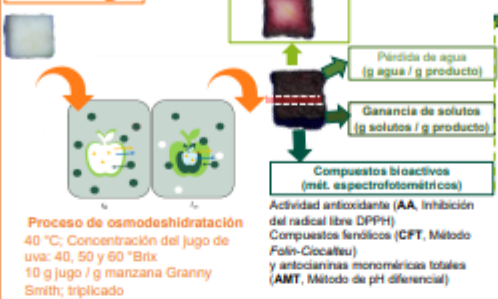 Pérdida de agua
(g agua / g producto)
Ganancia de solutos
(g solutos / g producto)
Compuestos bioactivos
(mét. espectrofotométricos)
Actividad antioxidante (AA, Inhibición
del radical libre DPPH)
Compuestos fenólicos (CFT, Método
Folin-Ciocalteu)
y antocianinas monoméricas totales
(AMT, Método de pH diferencial)
Proceso de osmodeshidratación
40 °C; Concentración del jugo de
uva: 40, 50 y 60 °Brix
10 g jugo / g manzana Granny
Smith; triplicado